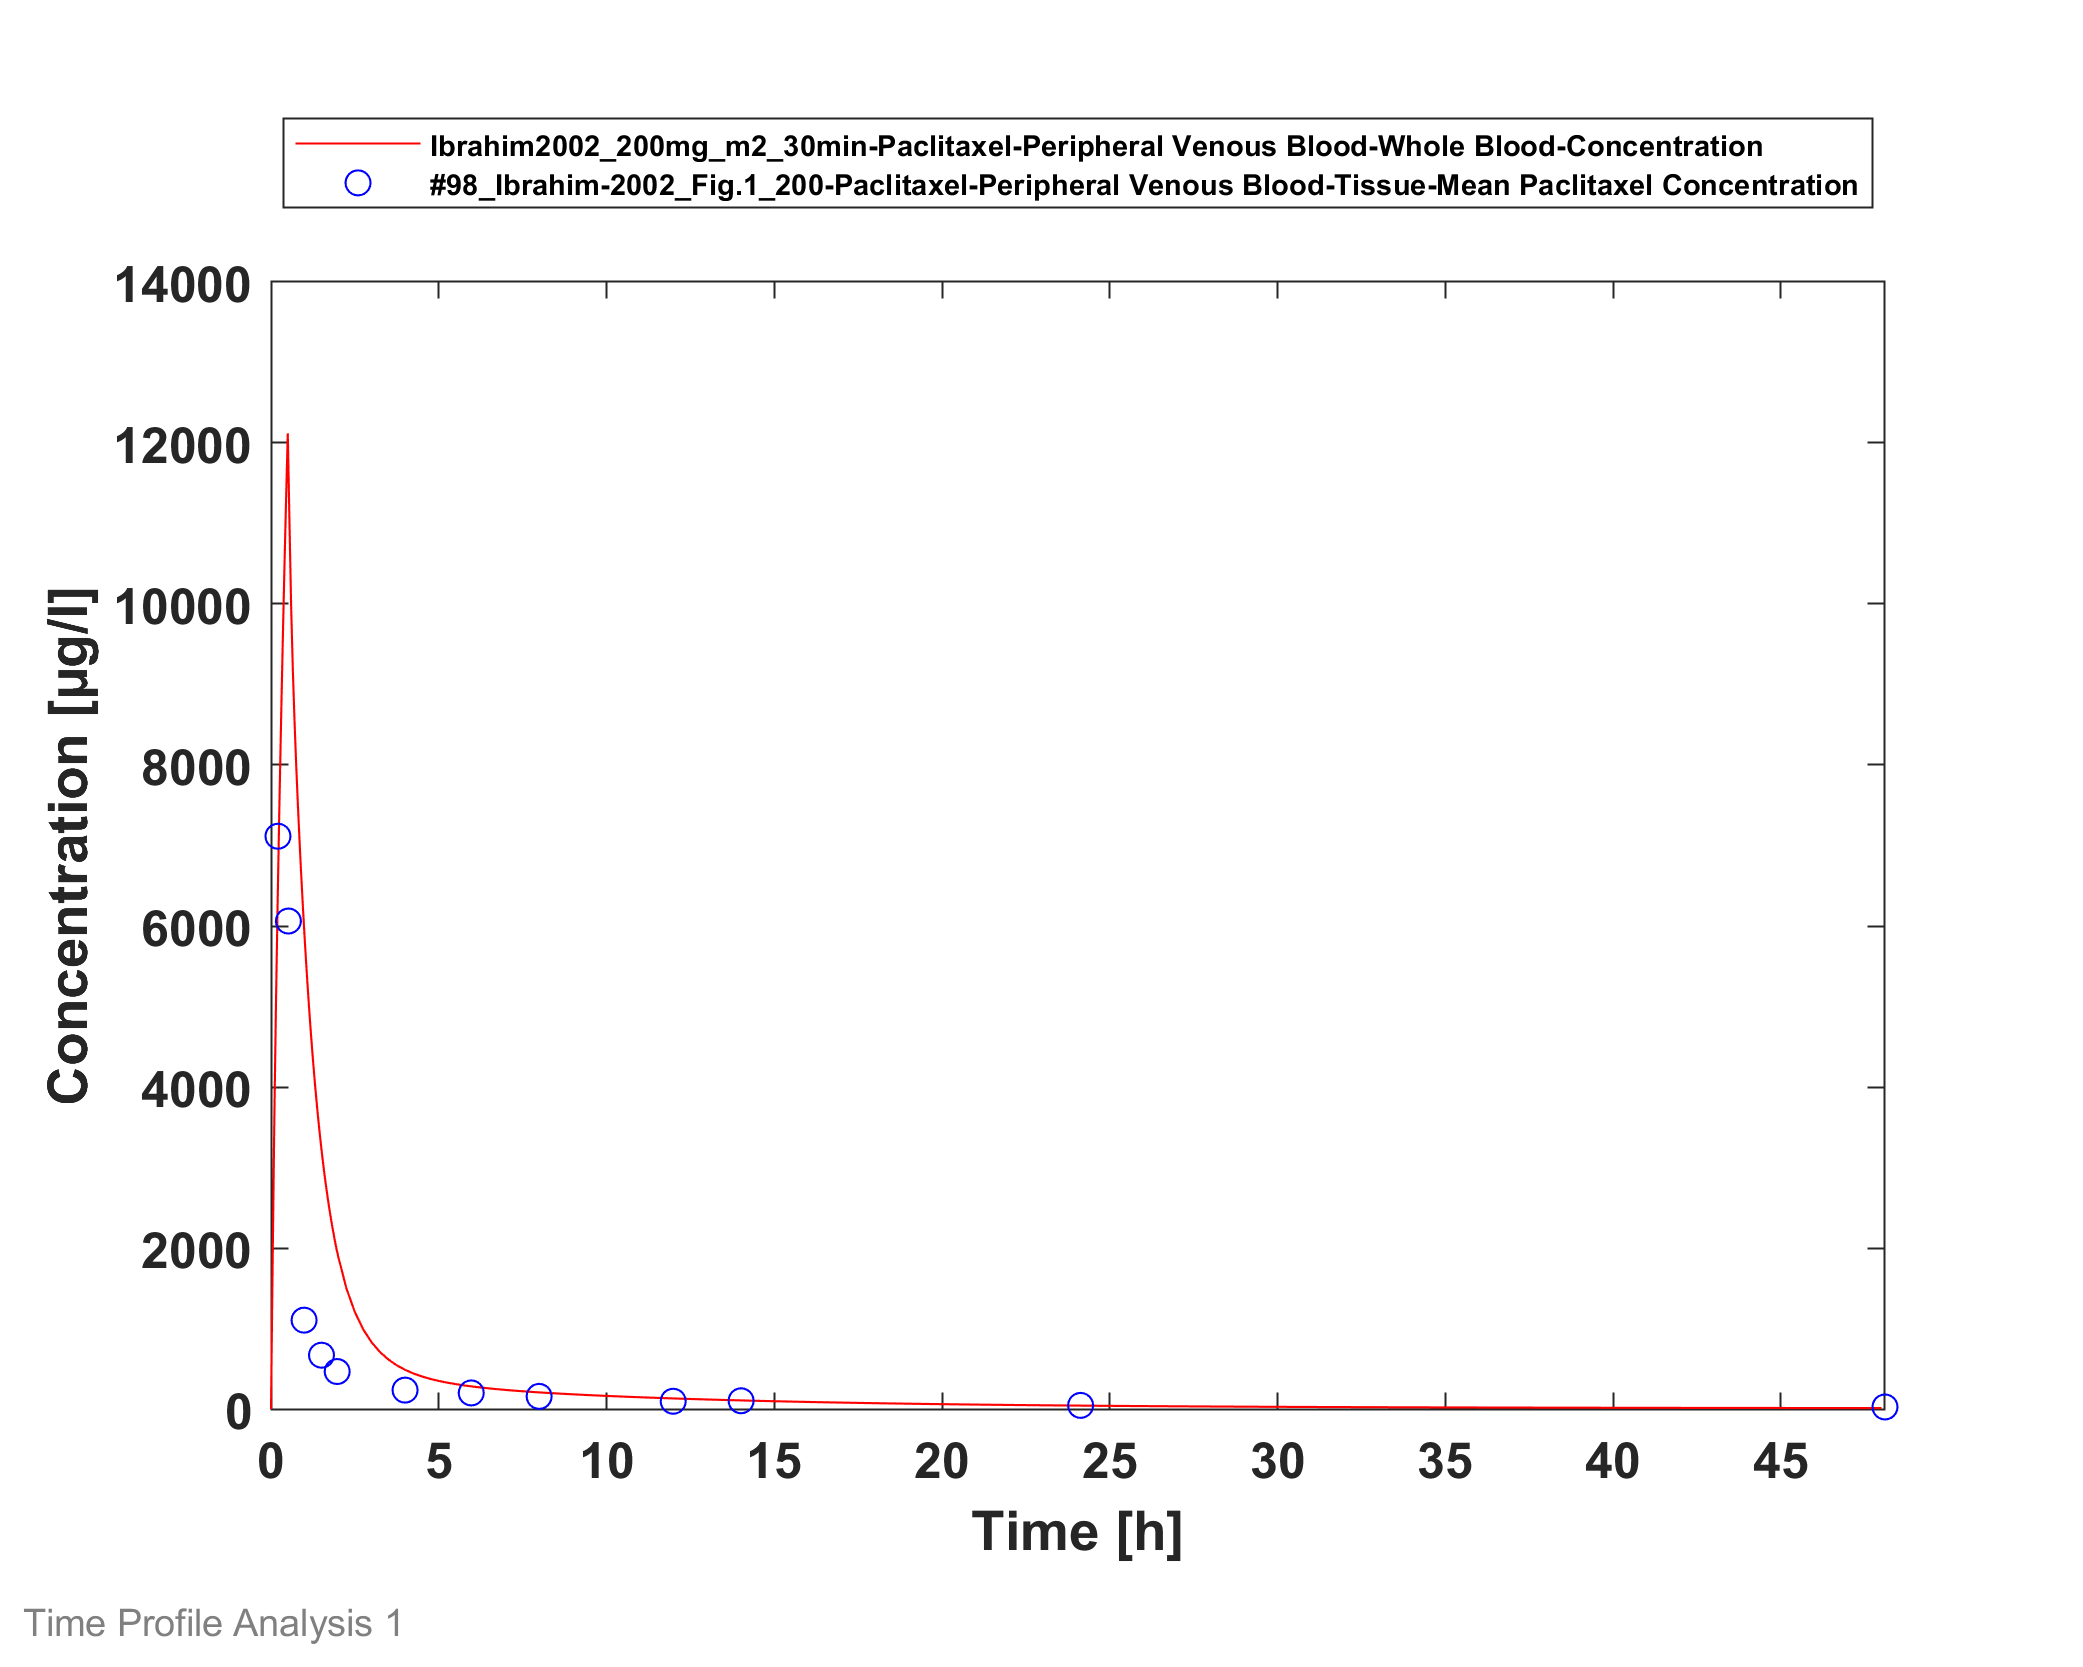 Ibrahim2002_200mg_m2_30min-Paclitaxel-Peripheral Venous Blood-Whole Blood-Concentration
#98_Ibrahim-2002_Fig.1_200-Paclitaxel-Peripheral Venous Blood-Tissue-Mean Paclitaxel Concentration
14000
12000
10000
8000
6000
4000
2000
0
Concentration [µg/l]
0 5 10 15 20 25 30 35 40 45
Time [h]
Time Profile Analysis 1